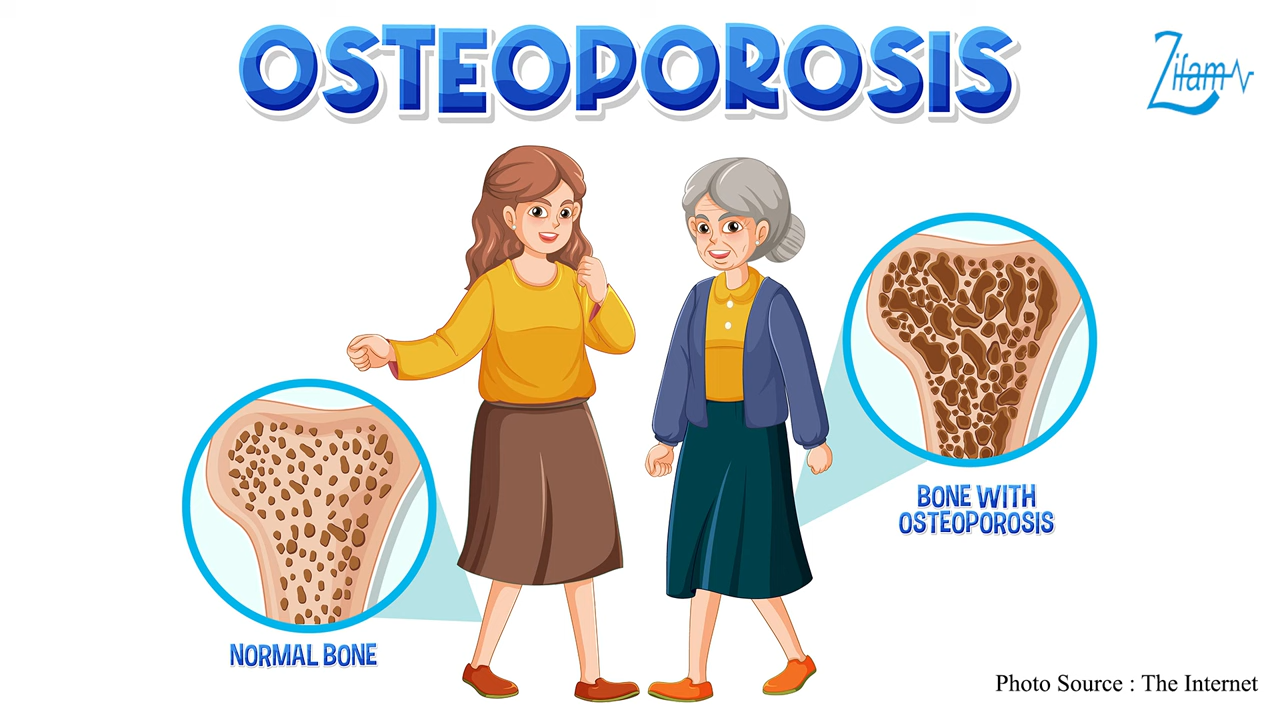 OSTEOPOROSIS
Zifam
BONE WITH
OSTEOPOROSIS
NORMAL BONE
Photo Source : The Internet